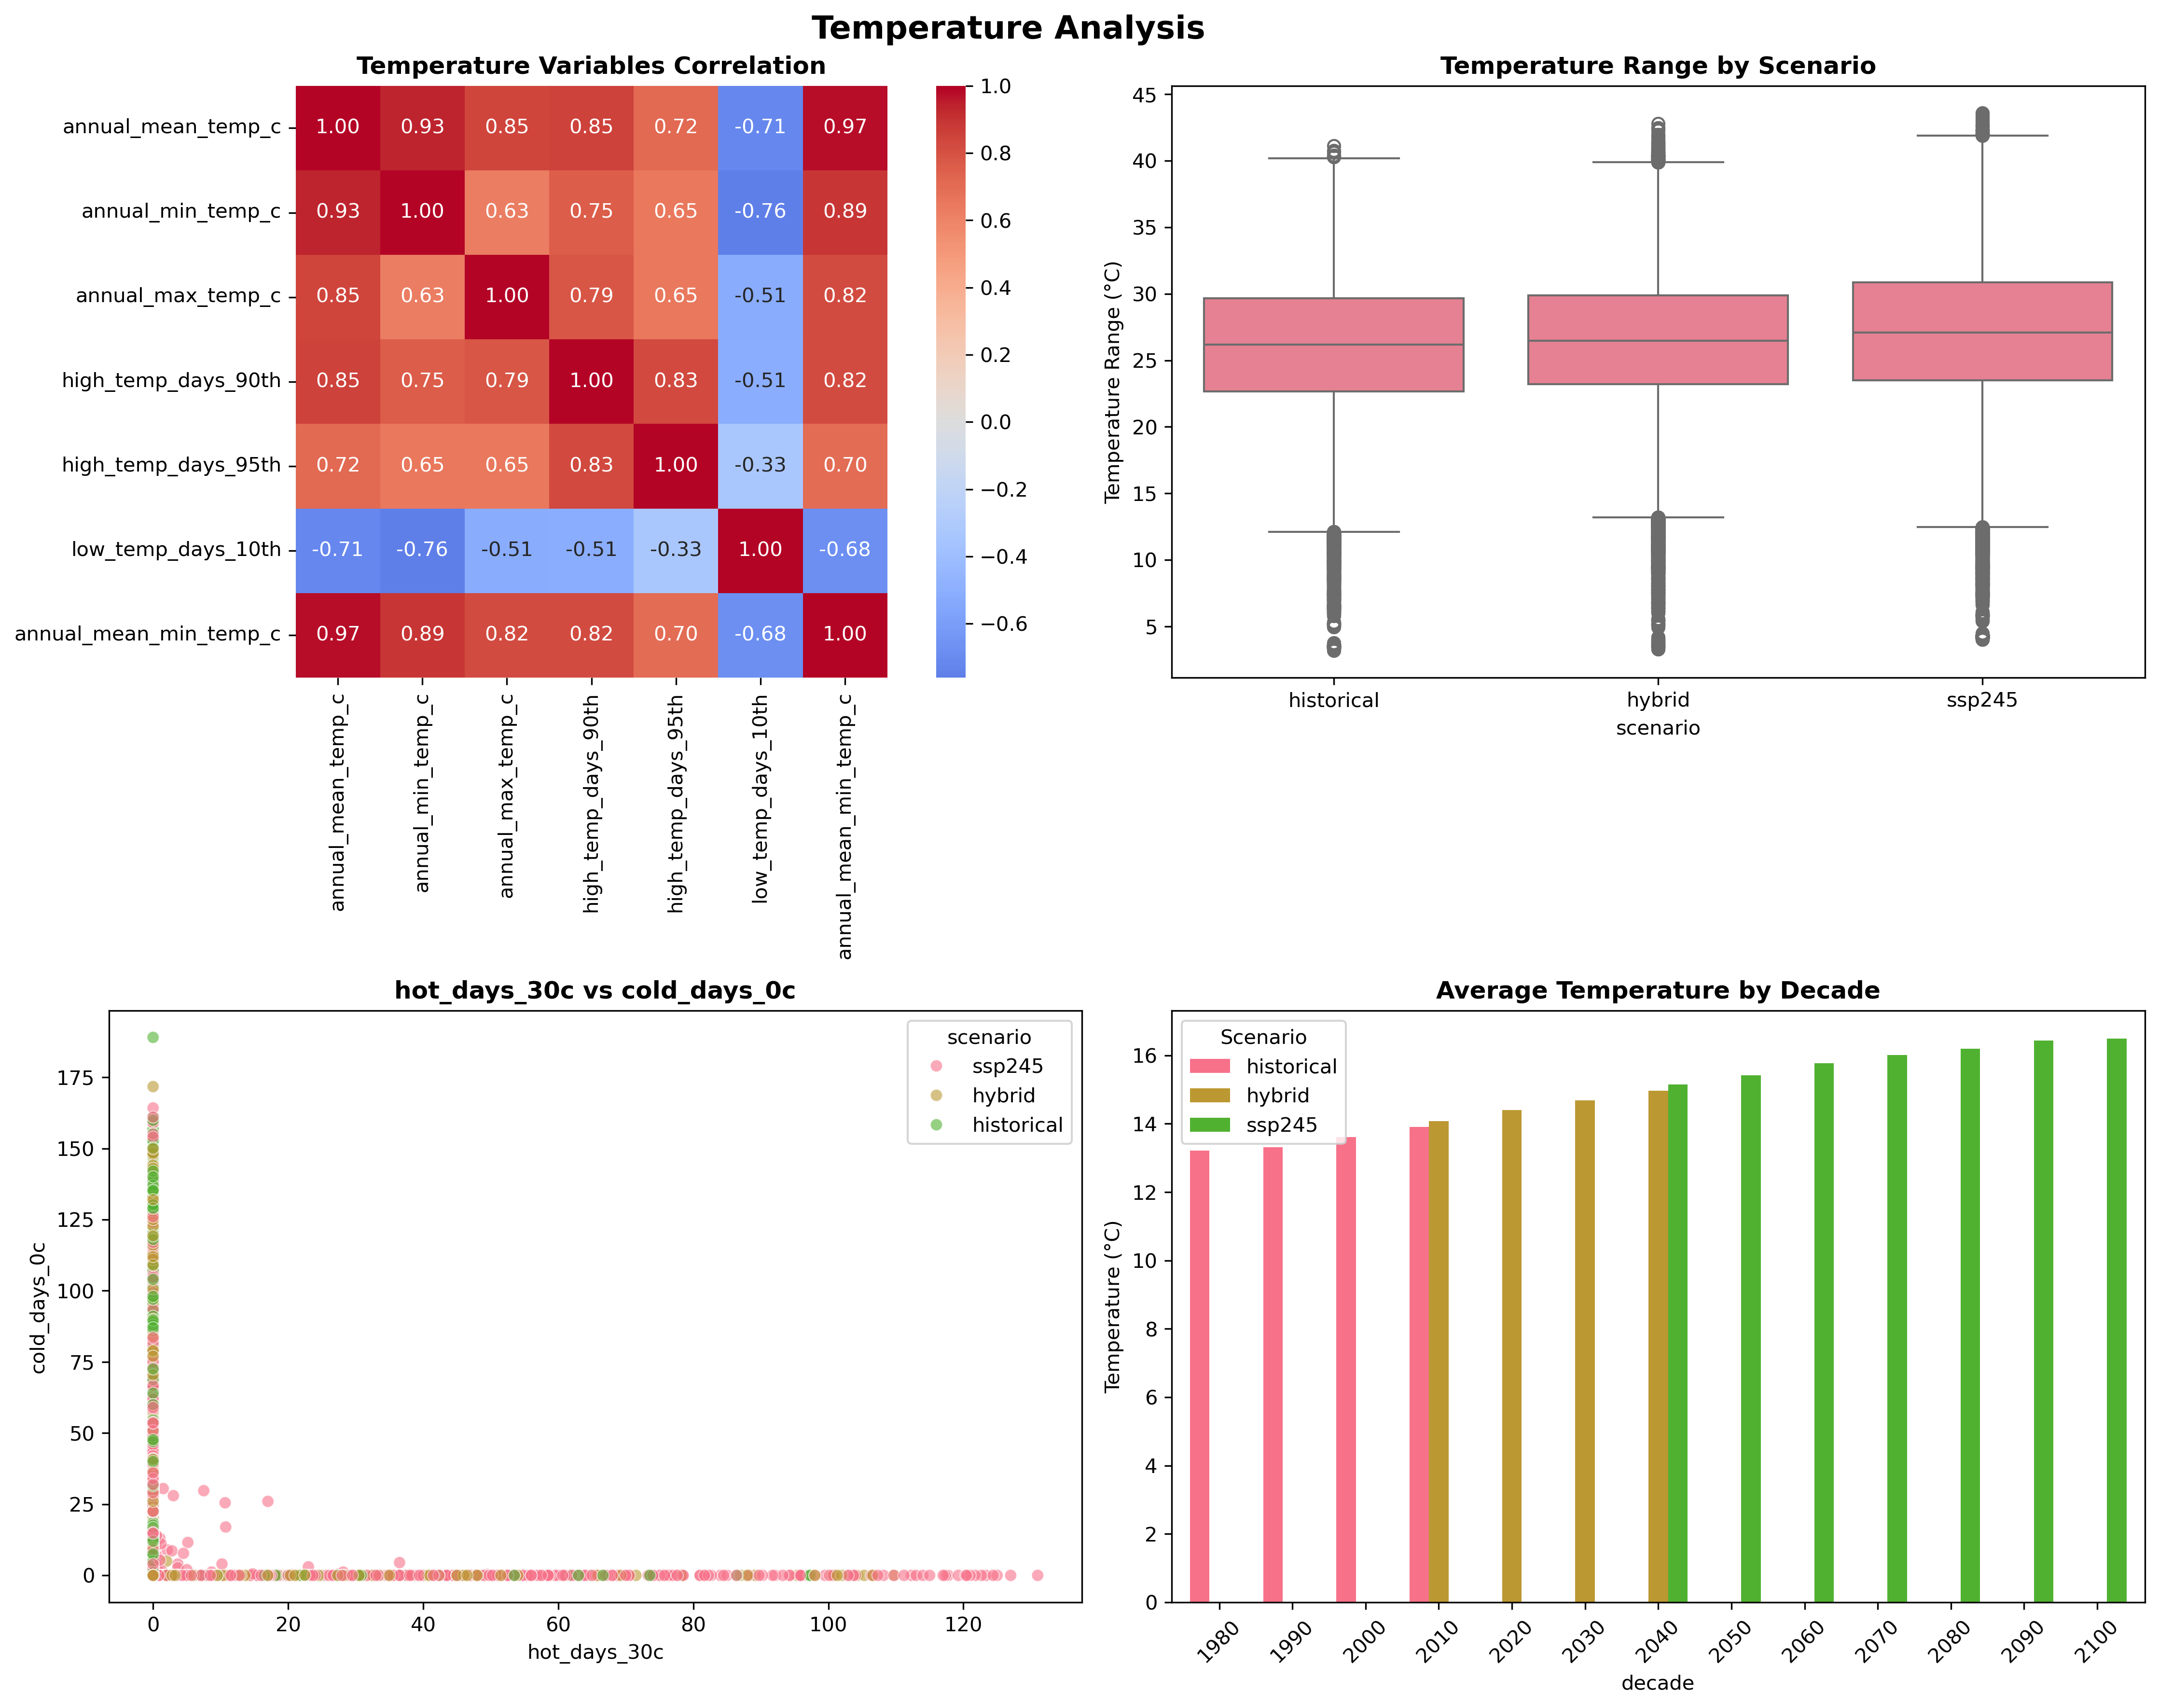 Temperature Analysis
Temperature Variables Correlation
annual_mean_temp_c 1.00 0.93 0.85 0.85 0.72 -0.71 0.97
annual_min_temp_c 0.93 1.00 0.63 0.75 0.65 -0.76 0.89
annual_max_temp_c 0.85 0.63 1.00 0.79 0.65 -0.51 0.82
high_temp_days_90th 0.85 0.75 0.79 1.00 0.83 -0.51 0.82
high_temp_days_95th 0.72 0.65 0.65 0.83 1.00 -0.33 0.70
low_temp_days_10th -0.71 -0.76 -0.51 -0.51 -0.33 1.00 -0.68
annual_mean_min_temp_c 0.97 0.89 0.82 0.82 0.70 -0.68 1.00
annual_mean_temp_c
annual_min_temp_c
annual_max_temp_c
high_temp_days_90th
high_temp_days_95th
low_temp_days_10th
annual_mean_min_temp_c
1.0
0.8
0.6
0.4
0.2
0.0
−0.2
−0.4
−0.6
Temperature Range by Scenario
Temperature Range (°C)
45
40
35
30
25
20
15
10
5
historical hybrid ssp245
scenario
hot_days_30c vs cold_days_0c
cold_days_0c
175
150
125
100
75
50
25
0
scenario
ssp245
hybrid
historical
0 20 40 60 80 100 120
hot_days_30c
Average Temperature by Decade
Temperature (°C)
16
14
12
10
8
6
4
2
0
Scenario
historical
hybrid
ssp245
1980 1990 2000 2010 2020 2030 2040 2050 2060 2070 2080 2090 2100
decade